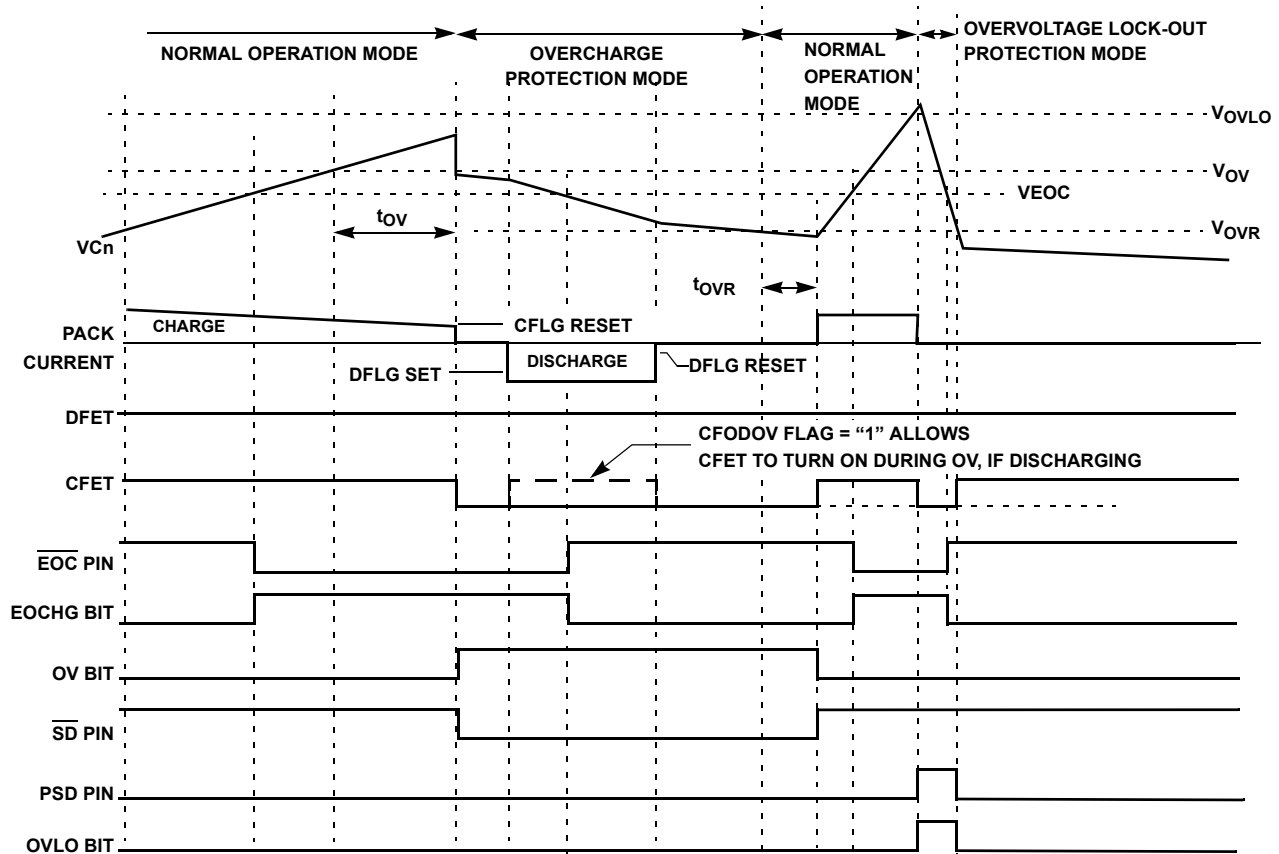 NORMAL OPERATION MODE
OVERCHARGE
PROTECTION MODE
NORMAL
OPERATION
MODE
OVERVOLTAGE LOCK-OUT
PROTECTION MODE
VOVLO
VOV
VEOC
VOVR
tOV
VCn
tOVR
CHARGE
CFLG RESET
PACK
CURRENT
DFLG SET
DISCHARGE
DFLG RESET
DFET
CFODOV FLAG = “1” ALLOWS
CFET TO TURN ON DURING OV, IF DISCHARGING
CFET
EOC PIN
EOCHG BIT
OV BIT
SD PIN
PSD PIN
OVLO BIT